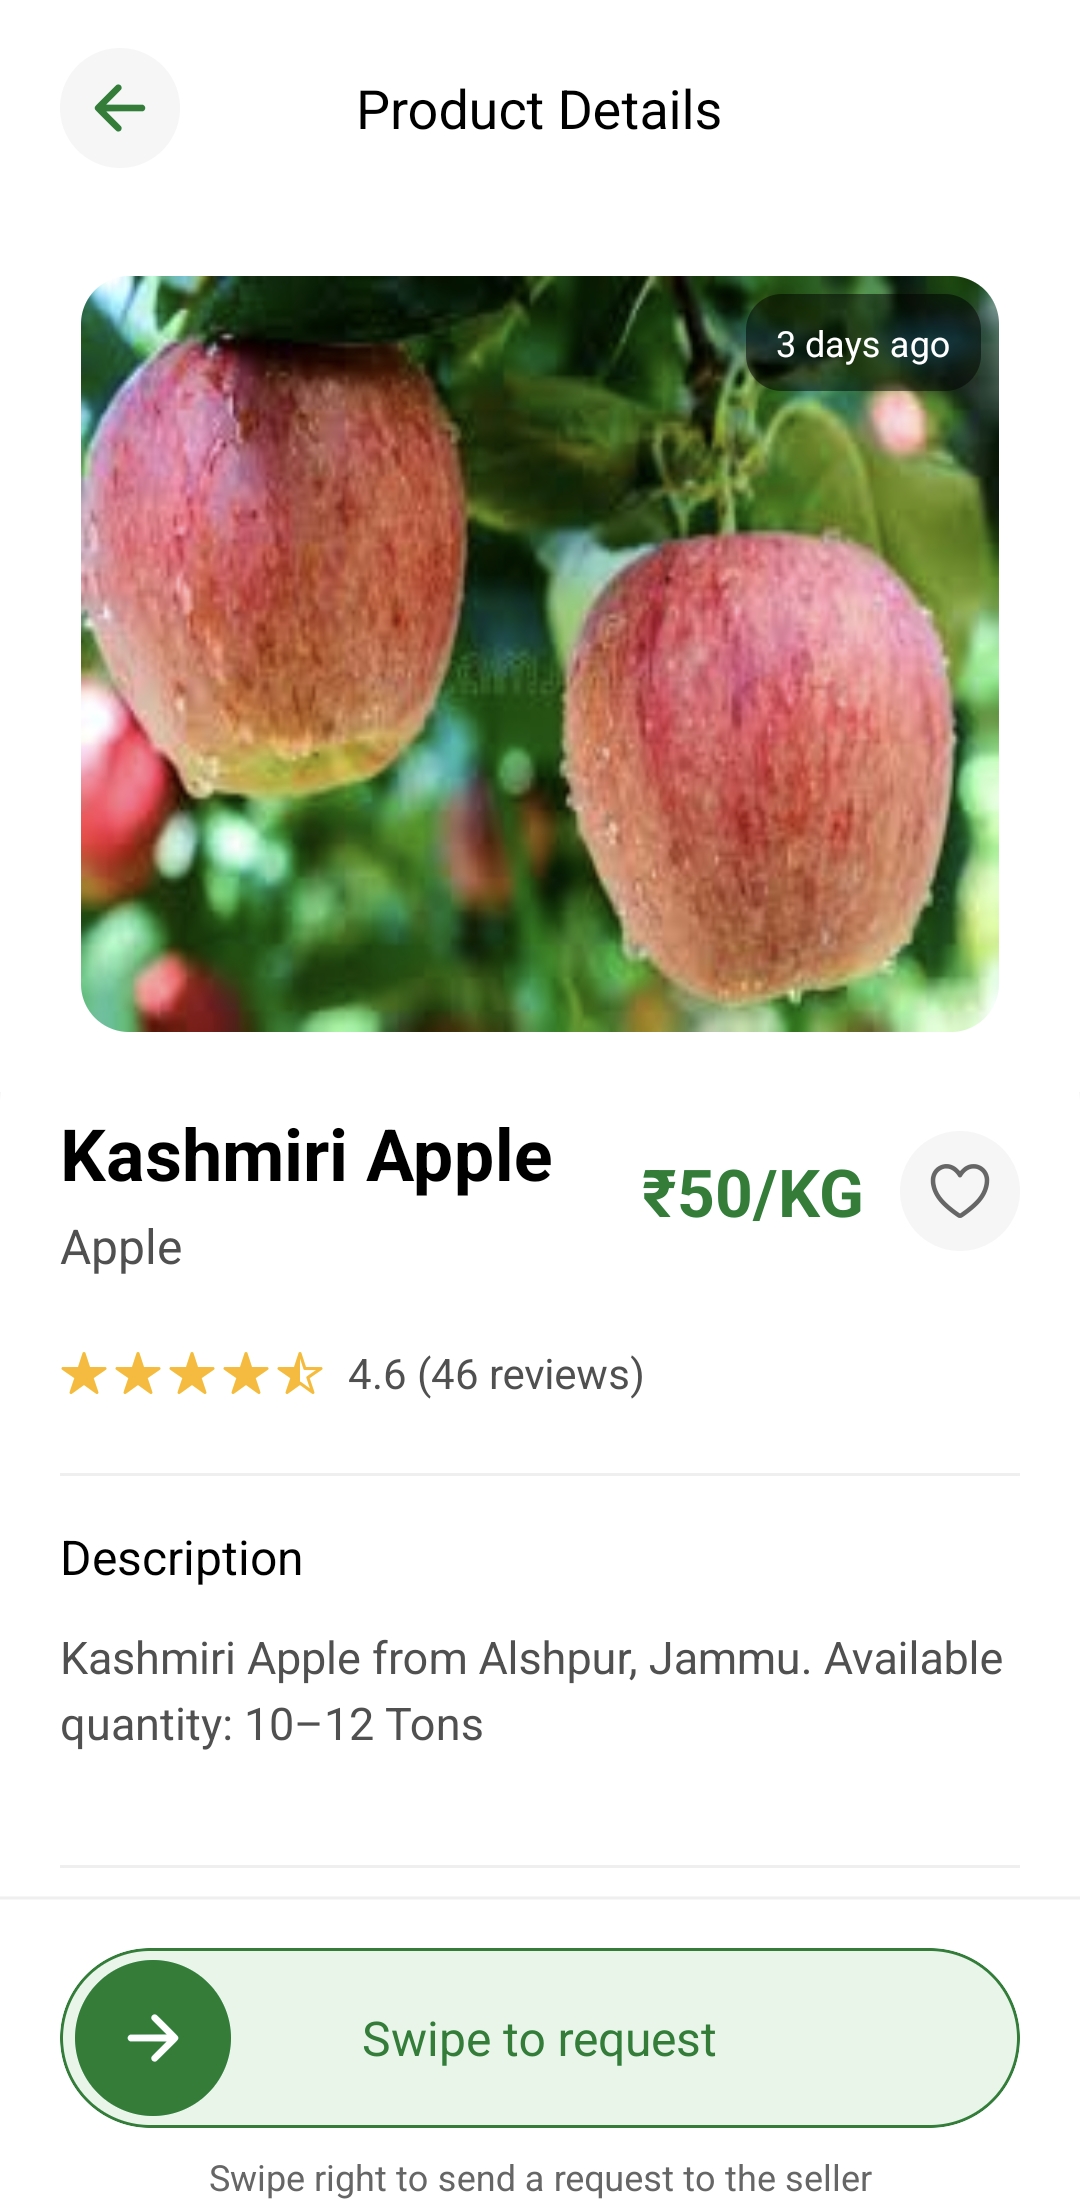 Product Details
3 days ago
Kashmiri Apple
₹50/KG
Apple
4.6 (46 reviews)
Description
Kashmiri Apple from Alshpur, Jammu. Available
quantity: 10–12 Tons
Swipe to request
Swipe right to send a request to the seller